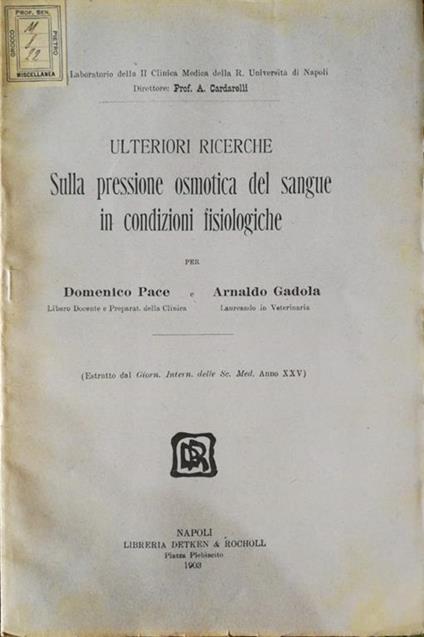 PROF. SEN.
GROCCO
PIETRO
MISCELLANEA
Laboratorio della II Clinica Medica della R. Università di Napoli
Direttore: Prof. A. Cardarelli
ULTERIORI RICERCHE
Sulla pressione osmotica del sangue
in condizioni fisiologiche
PER
Domenico Pace e Arnaldo Gadola
Libero Docente e Preparat. della Clinica Laureando in Veterinaria
(Estratto dal Giorn. Intern. delle Sc. Med. Anno XXV)
NAPOLI
LIBRERIA DETKEN & ROCHOLL
Piazza Plebiscito
1903